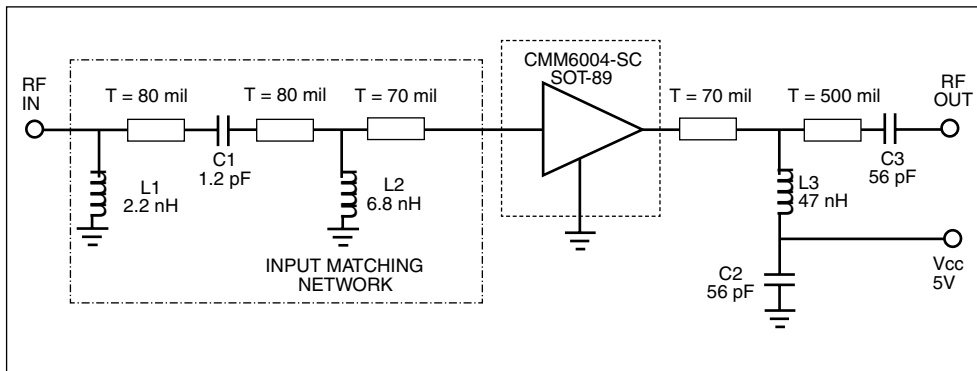 CMM6004-SC
SOT-89
RF
IN
T = 80 mil
T = 80 mil
T = 70 mil
T = 70 mil
T = 500 mil
RF
OUT
C1
1.2 pF
C3
56 pF
L1
2.2 nH
L2
6.8 nH
L3
47 nH
INPUT MATCHING
NETWORK
C2
56 pF
Vcc
5V